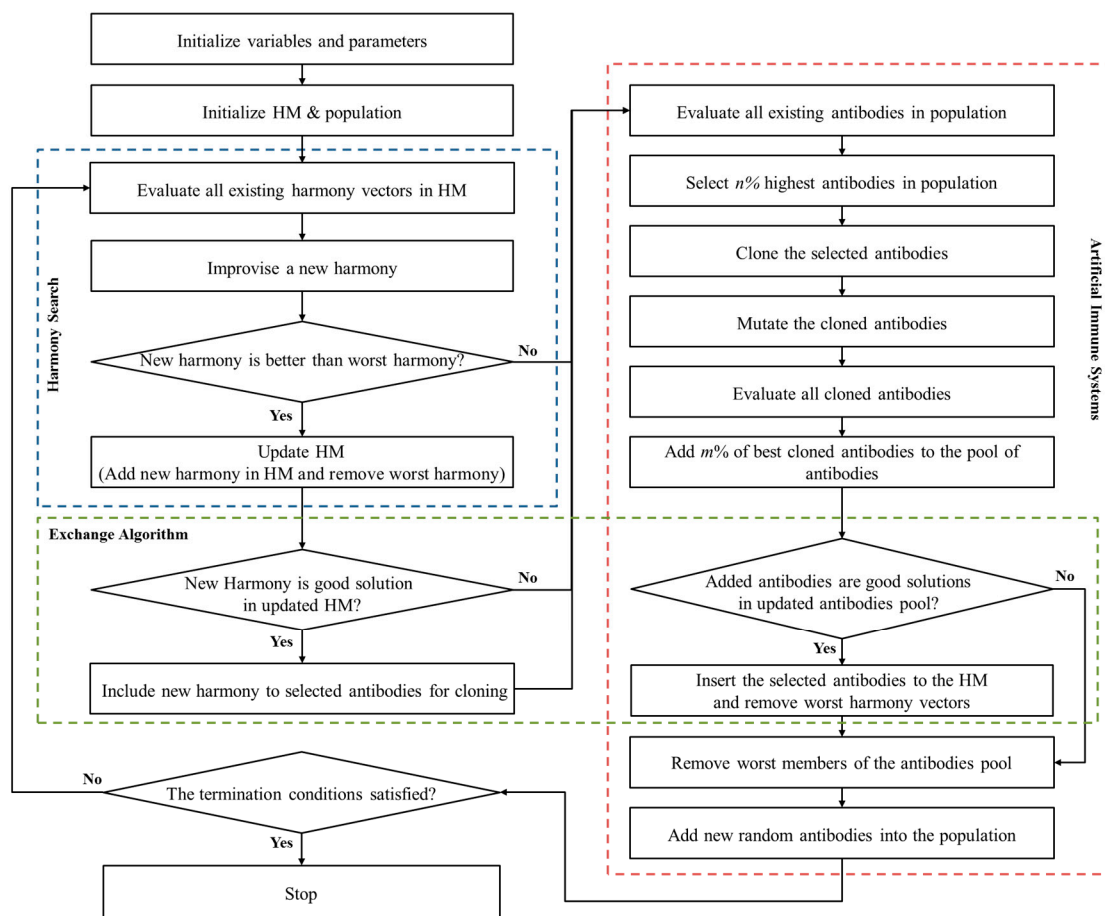 Initialize variables and parameters
Initialize HM & population
Harmony Search
Evaluate all existing harmony vectors in HM
Improvise a new harmony
New harmony is better than worst harmony?
No
Yes
Update HM
(Add new harmony in HM and remove worst harmony)
Exchange Algorithm
New Harmony is good solution
in updated HM?
No
Yes
Include new harmony to selected antibodies for cloning
Artificial Immune Systems
Evaluate all existing antibodies in population
Select n% highest antibodies in population
Clone the selected antibodies
Mutate the cloned antibodies
Evaluate all cloned antibodies
Add m% of best cloned antibodies to the pool of
antibodies
Added antibodies are good solutions
in updated antibodies pool?
No
Yes
Insert the selected antibodies to the HM
and remove worst harmony vectors
Remove worst members of the antibodies pool
Add new random antibodies into the population
No
The termination conditions satisfied?
Yes
Stop